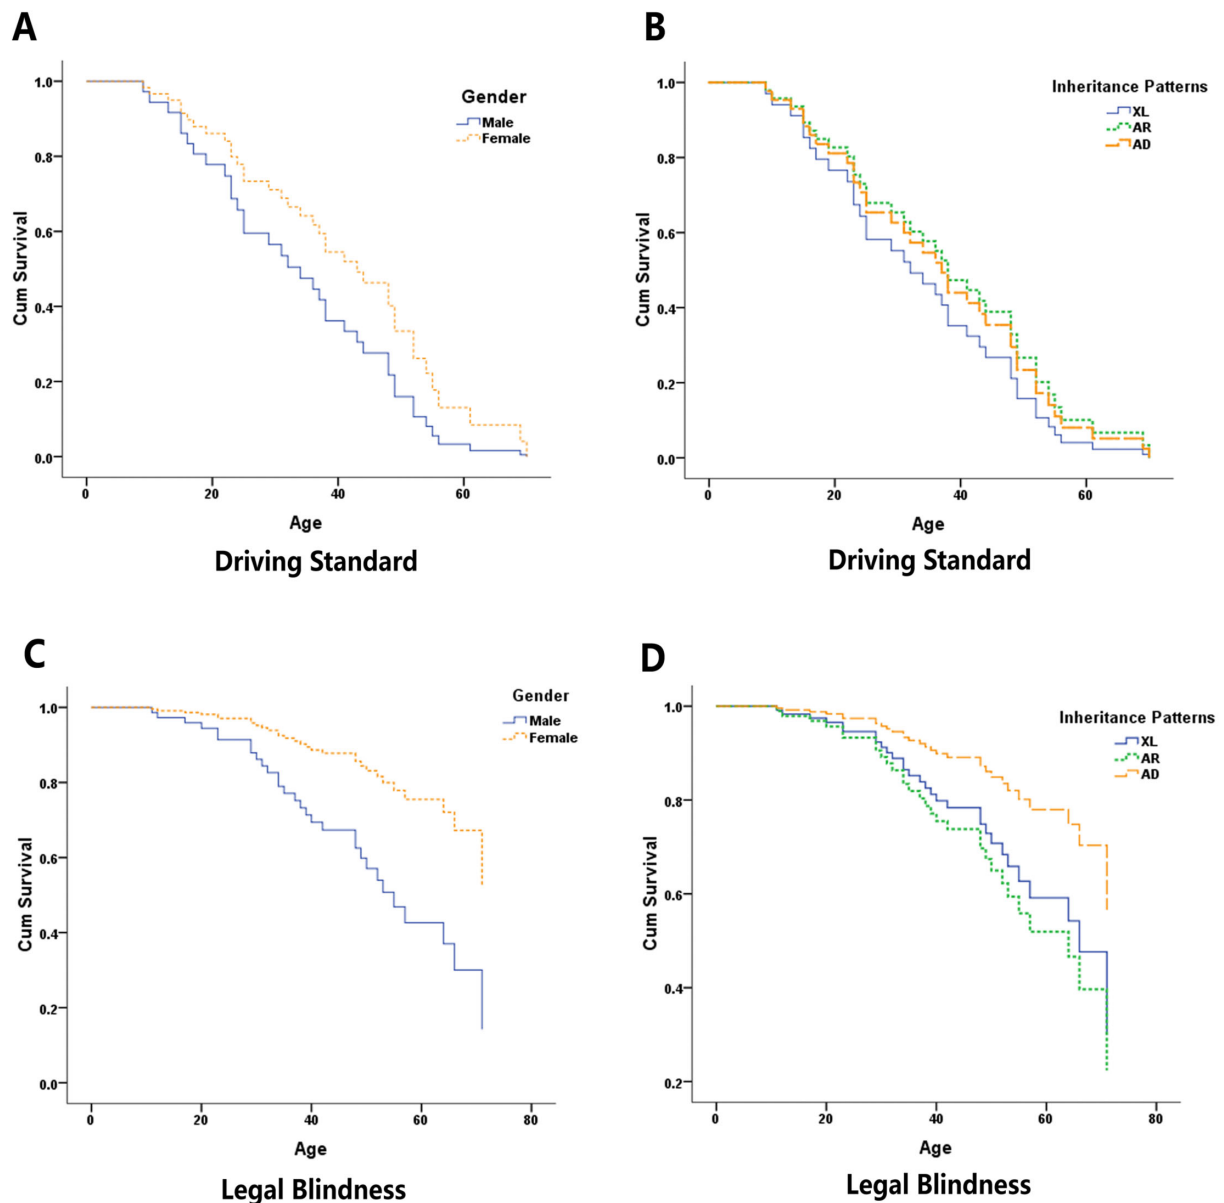 A
1.0
0.8
0.6
0.4
0.2
0.0
Cum Survival
Gender
Male
Female
0 20 40 60
Age
Driving Standard
B
1.0
0.8
0.6
0.4
0.2
0.0
Cum Survival
Inheritance Patterns
XL
AR
AD
0 20 40 60
Age
Driving Standard
C
1.0
0.8
0.6
0.4
0.2
0.0
Cum Survival
Gender
Male
Female
0 20 40 60 80
Age
Legal Blindness
D
1.0
0.8
0.6
0.4
0.2
Cum Survival
Inheritance Patterns
XL
AR
AD
0 20 40 60 80
Age
Legal Blindness